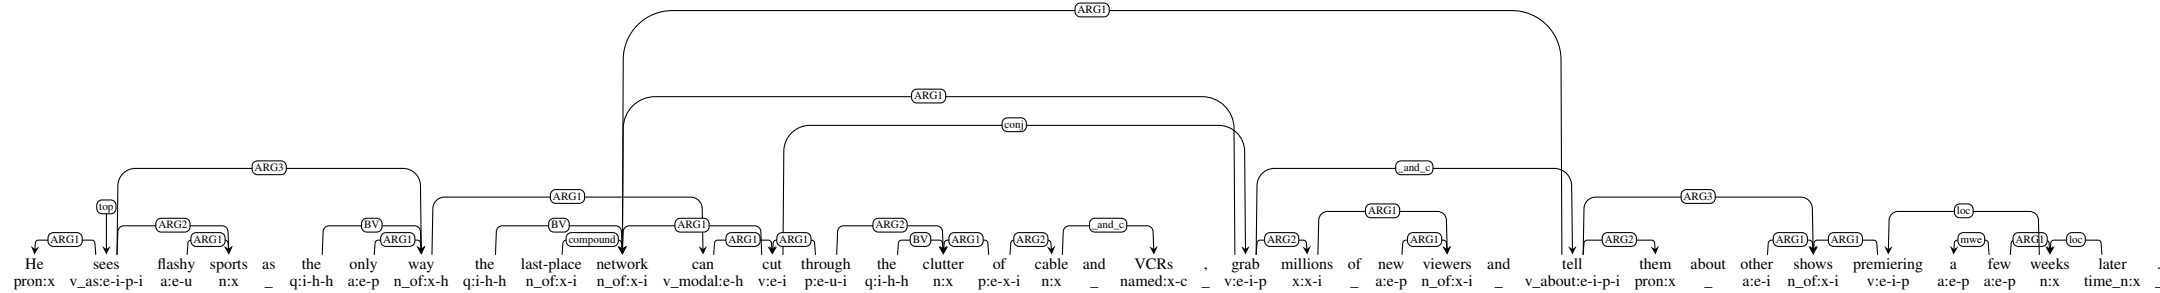 ARG1
ARG1
conj
ARG3 _and_c
top ARG1 ARG3
ARG2 BV BV ARG1 ARG2 _and_c ARG1 loc
ARG1 ARG1 ARG1 compound ARG1 ARG1 BV ARG1 ARG2 ARG2 ARG1 ARG2 ARG1 ARG1 mwe ARG1 loc
He sees flashy sports as the only way the last-place network can cut through the clutter of cable and VCRs , grab millions of new viewers and tell them about other shows premiering a few weeks later .
pron:x v_as:e-i-p-i a:e-u n:x _ q:i-h-h a:e-p n_of:x-h q:i-h-h n_of:x-i n_of:x-i v_modal:e-h v:e-i p:e-u-i q:i-h-h n:x p:e-x-i n:x _ named:x-c _ v:e-i-p x:x-i _ a:e-p n_of:x-i _ v_about:e-i-p-i pron:x _ a:e-i n_of:x-i v:e-i-p a:e-p a:e-p n:x time_n:x _